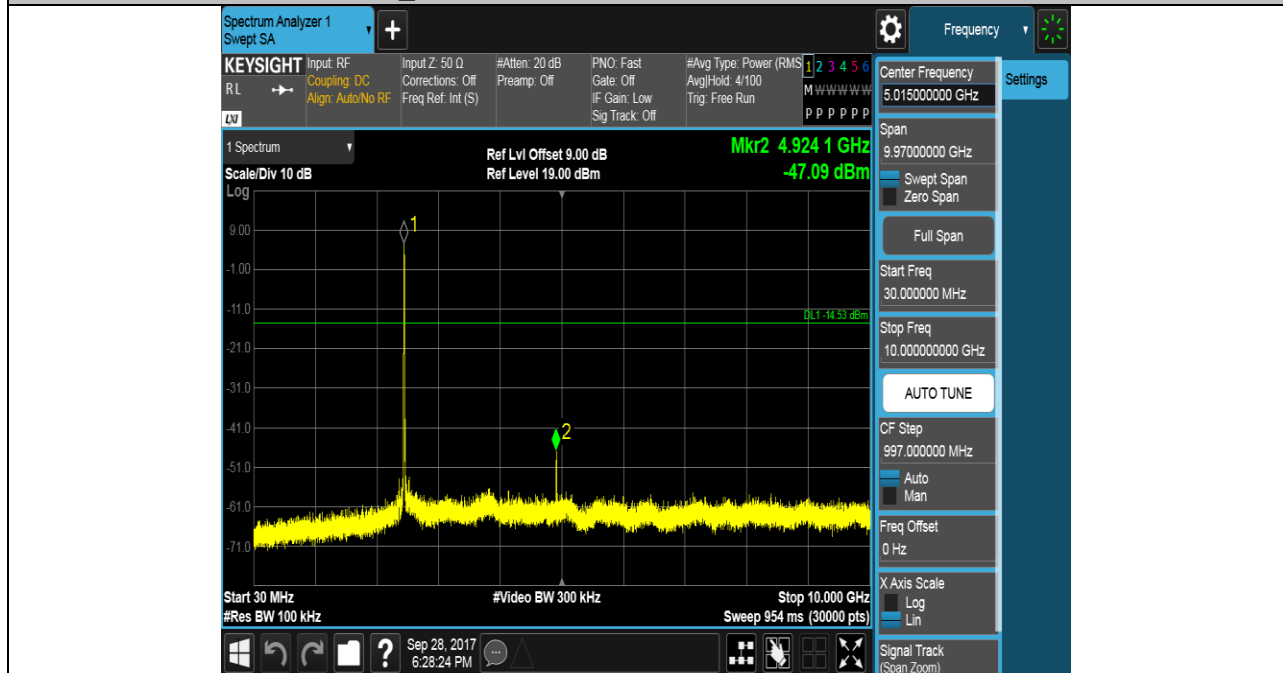 Spectrum Analyzer 1
Swept SA
+
Frequency
KEYSIGHT
RL
LXI
Input: RF
Coupling: DC
Align: Auto/No RF
Input Z: 50 Ω
Corrections: Off
Freq Ref: Int (S)
#Atten: 20 dB
Preamp: Off
PNO: Fast
Gate: Off
IF Gain: Low
Sig Track: Off
#Avg Type: Power (RMS
Avg|Hold: 4/100
Trig: Free Run
1 2 3 4 5 6
M W W W W W
P P P P P P
Center Frequency
5.015000000 GHz
Settings
1 Spectrum
Scale/Div 10 dB
Log
Ref Lvl Offset 9.00 dB
Ref Level 19.00 dBm
Mkr2 4.924 1 GHz
-47.09 dBm
9.00
-1.00
-11.0
-21.0
-31.0
-41.0
-51.0
-61.0
-71.0
1
2
DL1 -14.53 dBm
Start 30 MHz
#Res BW 100 kHz
#Video BW 300 kHz
Stop 10.000 GHz
Sweep 954 ms (30000 pts)
Span
9.97000000 GHz
Swept Span
Zero Span
Full Span
Start Freq
30.000000 MHz
Stop Freq
10.000000000 GHz
AUTO TUNE
CF Step
997.000000 MHz
Auto
Man
Freq Offset
0 Hz
X Axis Scale
Log
Lin
Signal Track
(Span Zoom)
?
Sep 28, 2017
6:28:24 PM